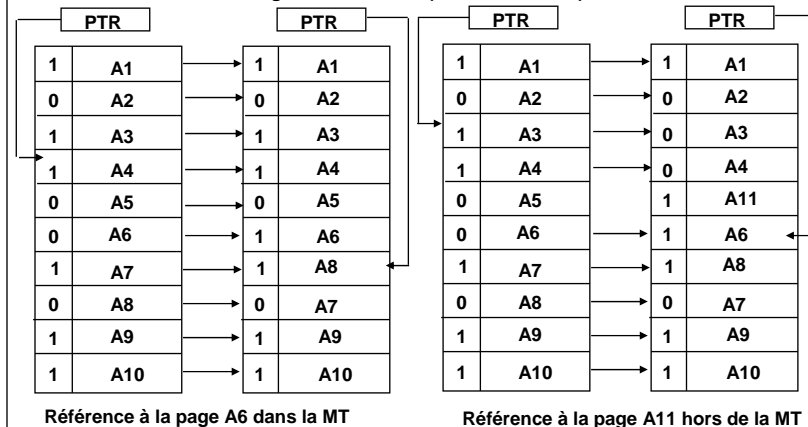 PTR PTR PTR PTR
1 A1 1 A1 1 A1 1 A1
0 A2 0 A2 0 A2 0 A2
1 A3 1 A3 1 A3 0 A3
1 A4 1 A4 1 A4 0 A4
0 A5 0 A5 0 A5 1 A11
0 A6 1 A6 0 A6 1 A6
1 A7 1 A8 1 A7 1 A8
0 A8 0 A7 0 A8 0 A7
1 A9 1 A9 1 A9 1 A9
1 A10 1 A10 1 A10 1 A10
Référence à la page A6 dans la MT Référence à la page A11 hors de la MT